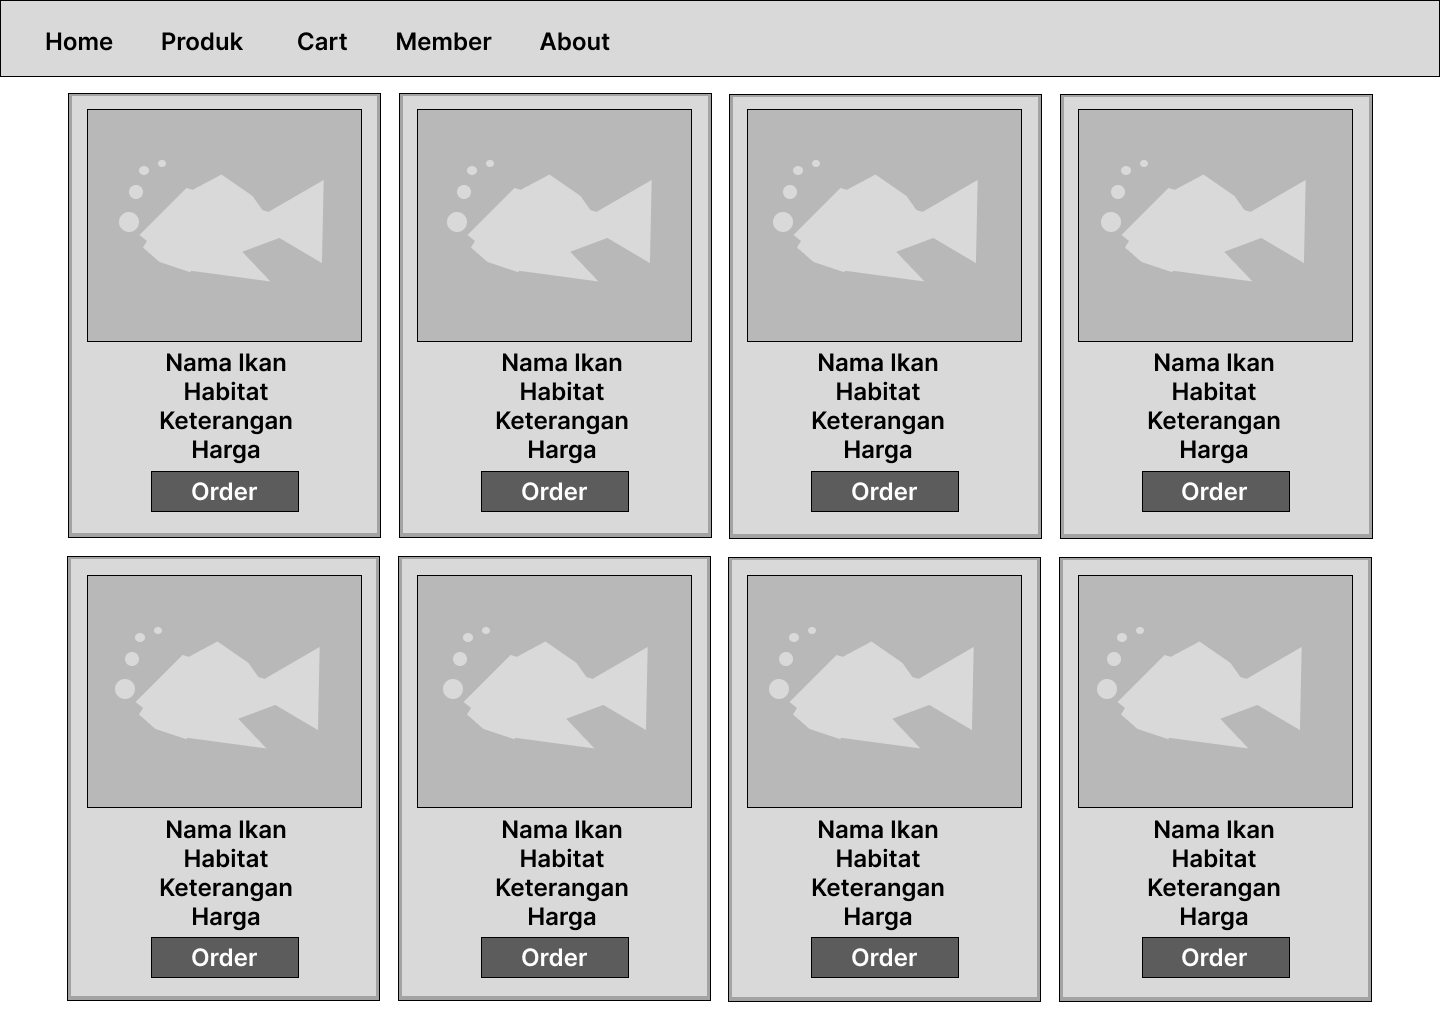 Home Produk Cart Member About
Nama Ikan
Habitat
Keterangan
Harga
Order
Nama Ikan
Habitat
Keterangan
Harga
Order
Nama Ikan
Habitat
Keterangan
Harga
Order
Nama Ikan
Habitat
Keterangan
Harga
Order
Nama Ikan
Habitat
Keterangan
Harga
Order
Nama Ikan
Habitat
Keterangan
Harga
Order
Nama Ikan
Habitat
Keterangan
Harga
Order
Nama Ikan
Habitat
Keterangan
Harga
Order